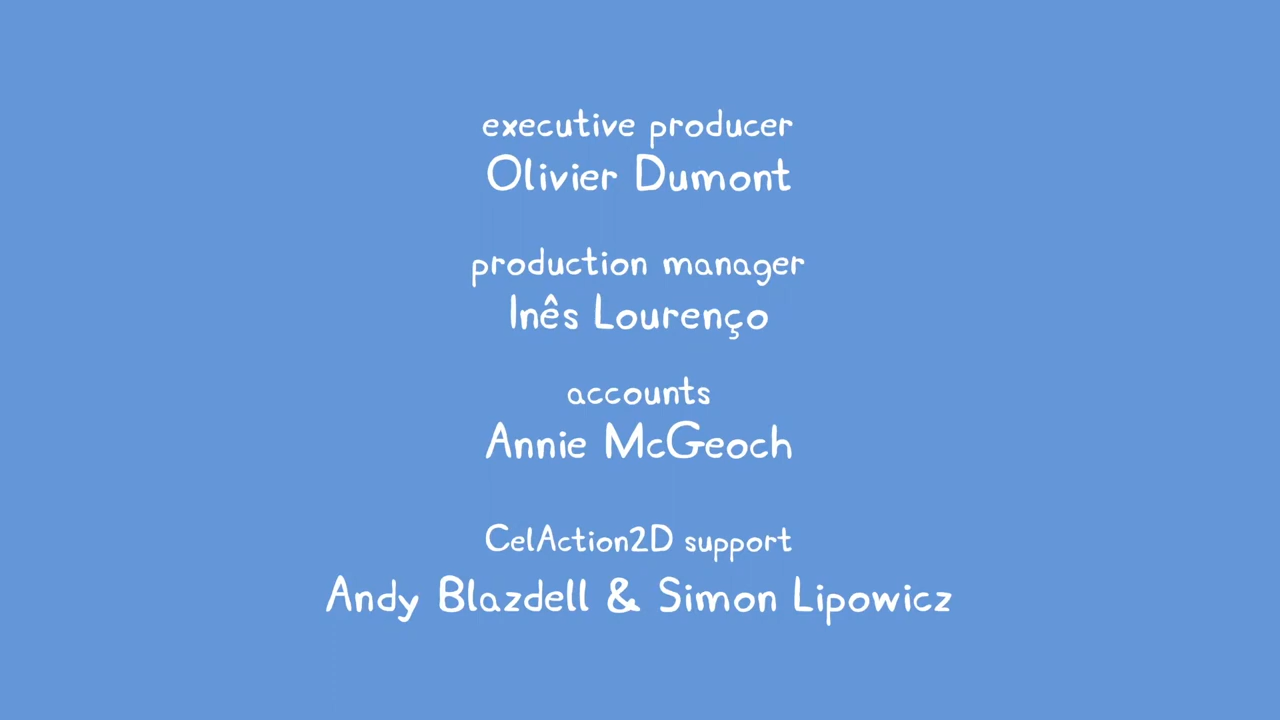 executive producer
Olivier Dumont
production manager
Inês Lourenço
accounts
Annie McGeoch
CelAction2D support
Andy Blazdell & Simon Lipowicz